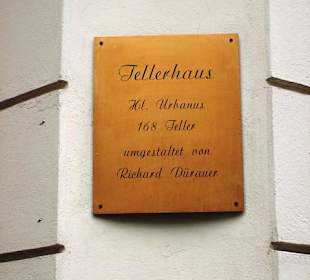 Tellerhaus
Hl. Urbanus
168 Teller
umgestaltet von
Richard Dürauer